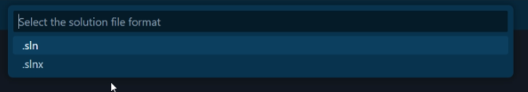 Select the solution file format
.sln
.slnx